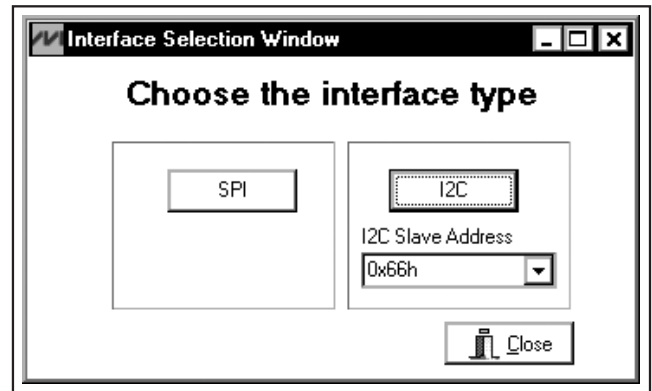 Interface Selection Window
Choose the interface type
SPI
I2C
I2C Slave Address
0x66h
Close